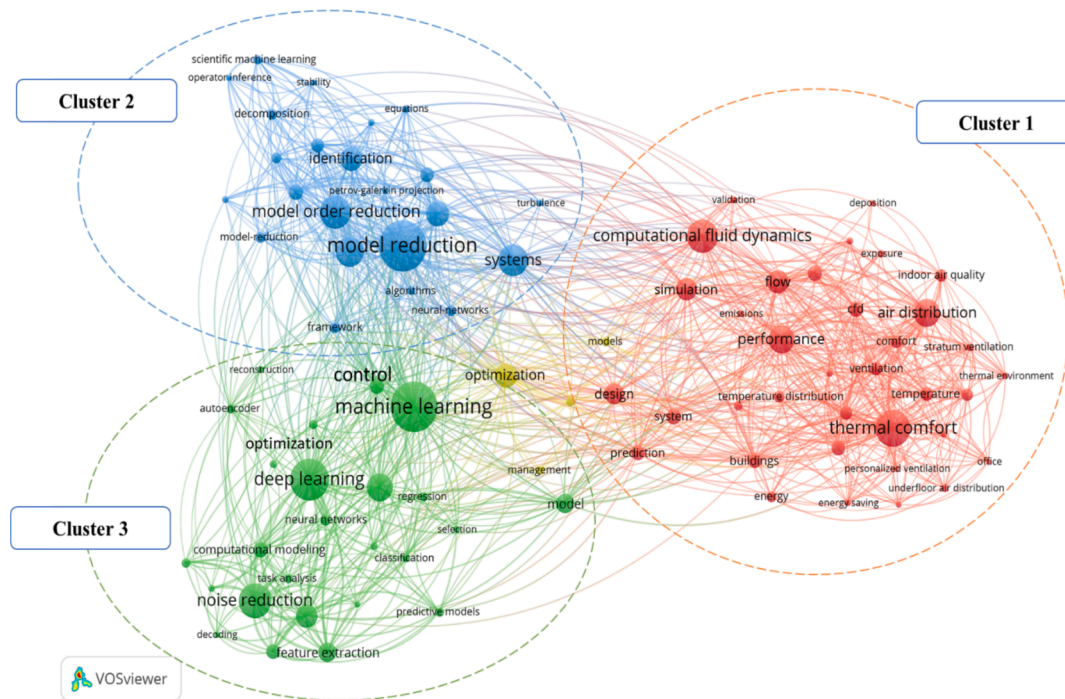 scientific machine learning
operator inference
stability
Cluster 2
decomposition
equations
Cluster 1
identification
petrov-galerkin projection
model order reduction
turbulence
validation
deposition
model-reduction
model reduction
computational fluid dynamics
systems
exposure
flow
indoor air quality
algorithms
simulation
neural-networks
emissions
cfd
air distribution
framework
performance
models
comfort
stratum ventilation
reconstruction
control
optimization
ventilation
thermal environment
autoencoder
machine learning
design
temperature distribution
temperature
system
thermal comfort
optimization
prediction
buildings
office
deep learning
management
personalized ventilation
regression
energy
underfloor air distribution
model
energy saving
Cluster 3
neural networks
selection
computational modeling
classification
task analysis
noise reduction
predictive models
decoding
feature extraction
VOSviewer